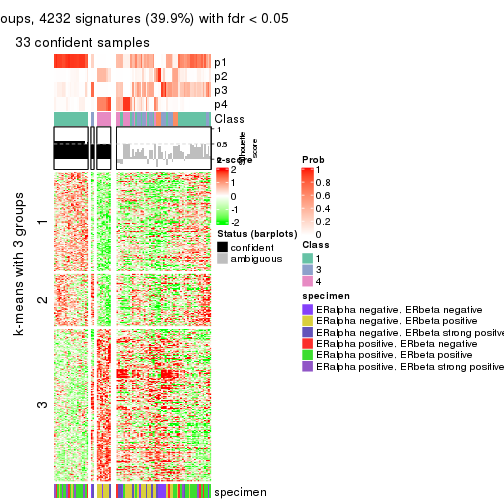 oups, 4232 signatures (39.9%) with fdr < 0.05
33 confident samples
p1
p2
p3
p4
Class
1
0.5
0
Silhouette
score
z-score
2
1
0
-1
-2
Status (barplots)
confident
ambiguous
Prob
1
0.8
0.6
0.4
0.2
0
Class
1
3
4
specimen
ERalpha negative. ERbeta negative
ERalpha negative. ERbeta positive
ERalpha negative. ERbeta strong positive
ERalpha positive. ERbeta negative
ERalpha positive. ERbeta positive
ERalpha positive. ERbeta strong positive
k-means with 3 groups
1
2
3
specimen